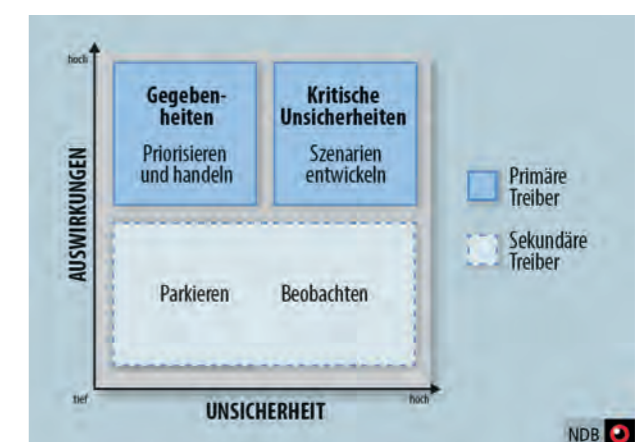 hoch
Gegeben-
heiten
Priorisieren
und handeln
Kritische
Unsicherheiten
Szenarien
entwickeln
AUSWIRKUNGEN
Parkieren
Beobachten
tief
UNSICHERHEIT
hoch
Primäre
Treiber
Sekundäre
Treiber
NDB